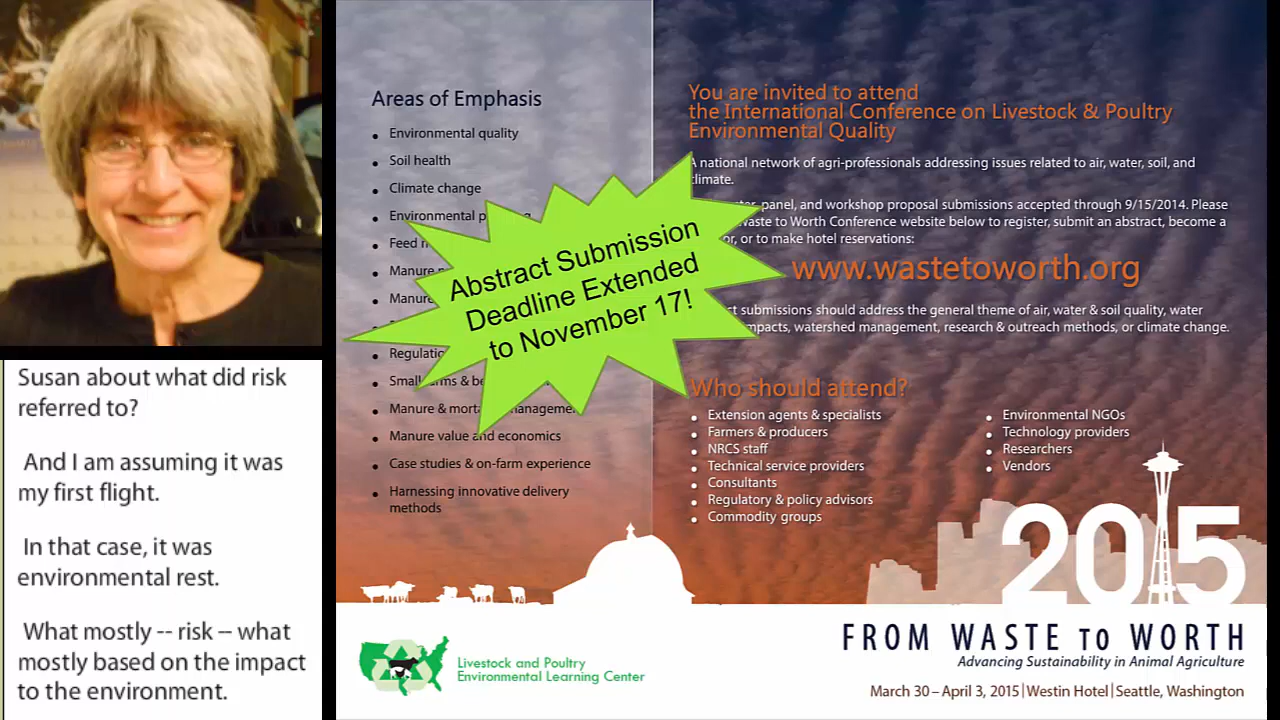 Susan about what did risk
referred to?
And I am assuming it was
my first flight.
In that case, it was
environmental rest.
What mostly -- risk -- what
mostly based on the impact
to the environment.
Areas of Emphasis
Environmental quality
Soil health
Climate change
Environmental
Feed
Manure
Manure
Small & be
Manure & management
Manure value and economics
Case studies & on-farm experience
Harnessing innovative delivery
methods
Abstract Submission
Deadline Extended
to November 17!
You are invited to attend
the International Conference on Livestock & Poultry
Environmental Quality
A national network of agri-professionals addressing issues related to air, water, soil, and
climate.
panel, and workshop proposal submissions accepted through 9/15/2014. Please
Waste to Worth Conference website below to register, submit an abstract, become a
or to make hotel reservations:
www.wastetoworth.org
submissions should address the general theme of air, water & soil quality, water
impacts, watershed management, research & outreach methods, or climate change.
Who should attend?
Extension agents & specialists
Farmers & producers
NRCS staff
Technical service providers
Consultants
Regulatory & policy advisors
Commodity groups
Environmental NGOs
Technology providers
Researchers
Vendors
2015
FROM WASTE TO WORTH
Advancing Sustainability in Animal Agriculture
March 30 – April 3, 2015 | Westin Hotel | Seattle, Washington
Livestock and Poultry
Environmental Learning Center